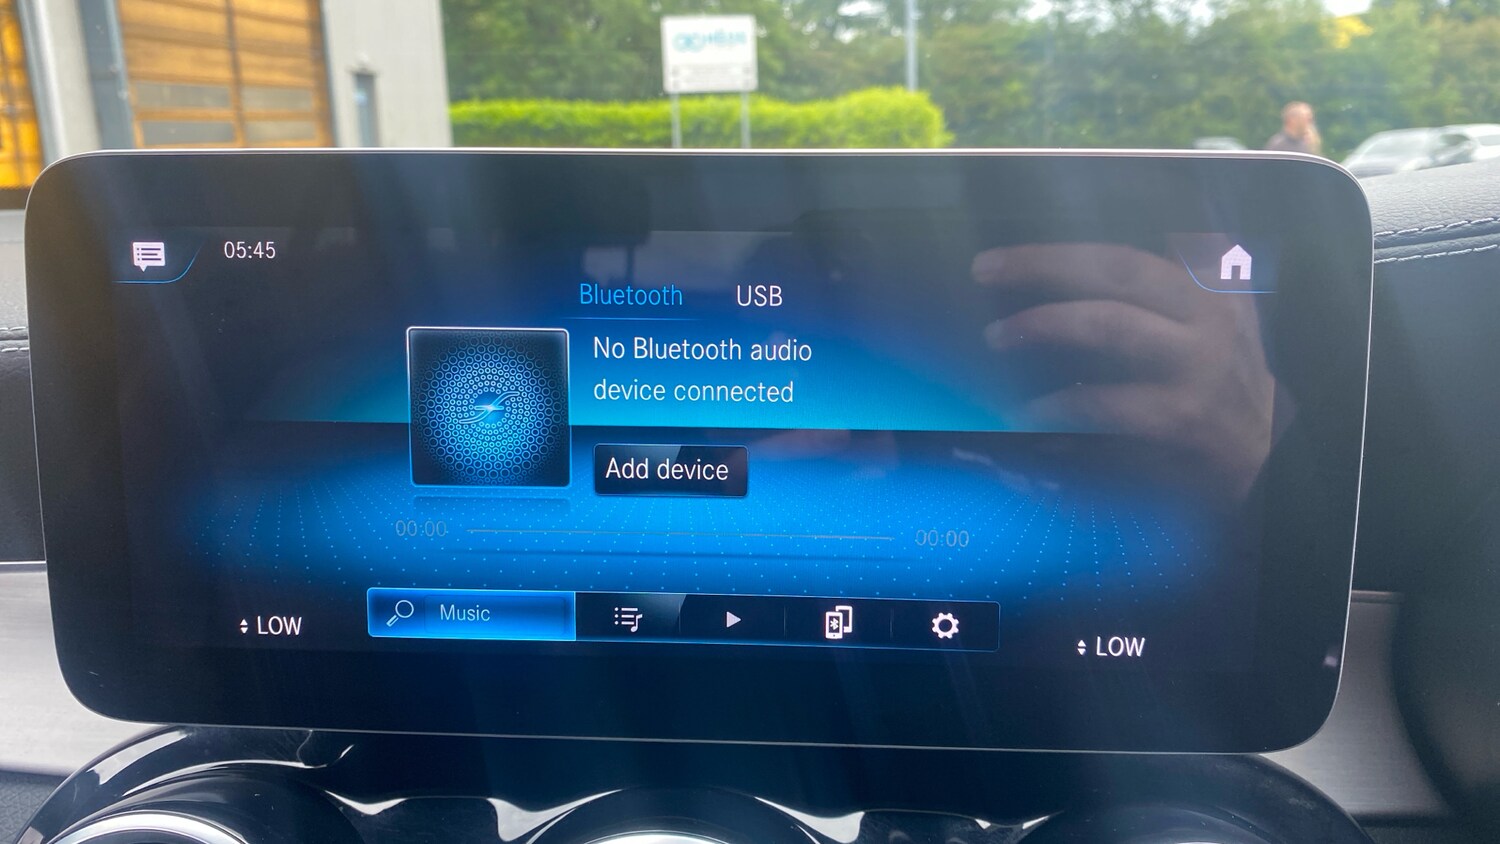 05:45
Bluetooth USB
No Bluetooth audio
device connected
Add device
00:00 00:00
Music
LOW LOW